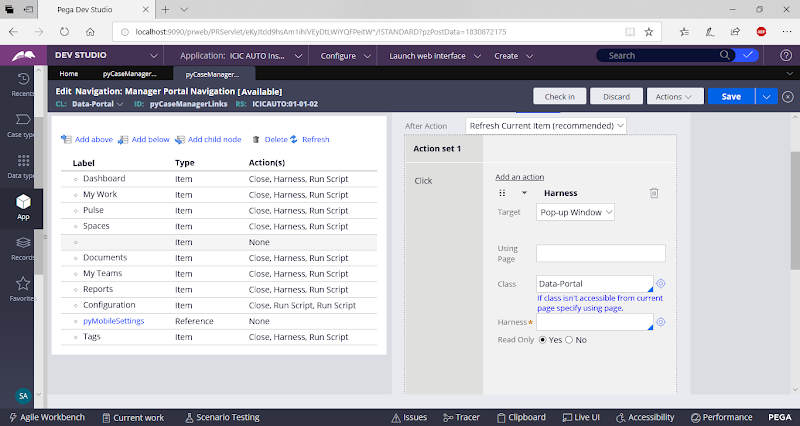 Pega Dev Studio
localhost:9090/prweb/PRServlet/eKyItdd9hsAm1ihIVEyDtLWiYQFPeitW*/!STANDARD?pzPostData=1830872175
DEV STUDIO
Application: ICIC AUTO Ins...
Configure
Launch web interface
Create
Search
Home
pyCaseManager...
pyCaseManager...
Recents
Case type
Data type
App
Records
Favorite
SA
Edit Navigation: Manager Portal Navigation [Available]
CL: Data-Portal ID: pyCaseManagerLinks RS: ICICAUTO:01-01-02
Check in
Discard
Actions
Save
Add above Add below Add child node Delete Refresh
Label Type Action(s)
Dashboard Item Close, Harness, Run Script
My Work Item Close, Harness, Run Script
Pulse Item Close, Harness, Run Script
Spaces Item Close, Harness, Run Script
Item None
Documents Item Close, Harness, Run Script
My Teams Item Close, Harness, Run Script
Reports Item Close, Harness, Run Script
Configuration Item Close, Run Script, Run Script
pyMobileSettings Reference None
Tags Item Close, Harness, Run Script
After Action Refresh Current Item (recommended)
Action set 1
Click
Add an action
Harness
Target Pop-up Window
Using
Page
Class Data-Portal
If class isn't accessible from current
page specify using page.
Harness*
Read Only Yes No
Agile Workbench Current work Scenario Testing Issues Tracer Clipboard Live UI Accessibility Performance PEGA